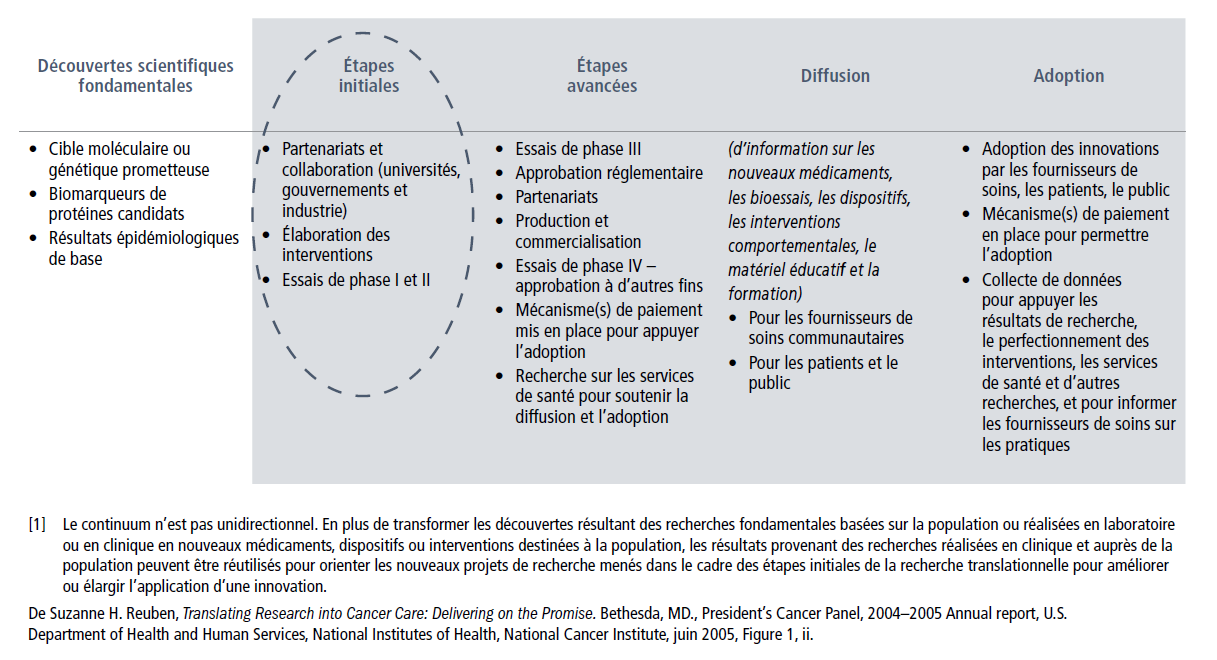 Découvertes scientifiques
fondamentales
Étapes
initiales
Étapes
avancées
Diffusion
Adoption
• Cible moléculaire ou
génétique prometteuse
• Biomarqueurs de
protéines candidats
• Résultats épidémiologiques
de base
• Partenariats et
collaboration (universités,
gouvernements et
industrie)
• Élaboration des
interventions
• Essais de phase I et II
• Essais de phase III
• Approbation réglementaire
• Partenariats
• Production et
commercialisation
• Essais de phase IV –
approbation à d’autres fins
• Mécanisme(s) de paiement
mis en place pour appuyer
l’adoption
• Recherche sur les services
de santé pour soutenir la
diffusion et l’adoption
(d’information sur les
nouveaux médicaments,
les bioessais, les dispositifs,
les interventions
comportementales, le
matériel éducatif et la
formation)
• Pour les fournisseurs de
soins communautaires
• Pour les patients et le
public
• Adoption des innovations
par les fournisseurs de
soins, les patients, le public
• Mécanisme(s) de paiement
en place pour permettre
l’adoption
• Collecte de données
pour appuyer les
résultats de recherche,
le perfectionnement des
interventions, les services
de santé et d’autres
recherches, et pour informer
les fournisseurs de soins sur
les pratiques
[1] Le continuum n’est pas unidirectionnel. En plus de transformer les découvertes résultant des recherches fondamentales basées sur la population ou réalisées en laboratoire
ou en clinique en nouveaux médicaments, dispositifs ou interventions destinées à la population, les résultats provenant des recherches réalisées en clinique et auprès de la
population peuvent être réutilisés pour orienter les nouveaux projets de recherche menés dans le cadre des étapes initiales de la recherche translationnelle pour améliorer
ou élargir l’application d’une innovation.
De Suzanne H. Reuben, Translating Research into Cancer Care: Delivering on the Promise. Bethesda, MD., President’s Cancer Panel, 2004–2005 Annual report, U.S.
Department of Health and Human Services, National Institutes of Health, National Cancer Institute, juin 2005, Figure 1, ii.